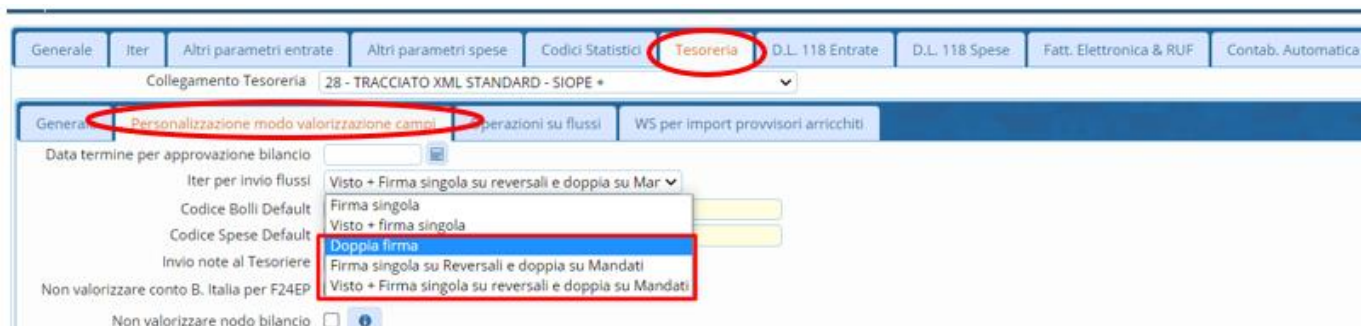 Generale Iter Altri parametri entrate Altri parametri spese Codici Statistici Tesoreria D.L. 118 Entrate D.L. 118 Spese Fatt. Elettronica & RUF Contab. Automatica
Collegamento Tesoreria 28 - TRACCIATO XML STANDARD - SIOPE +
Generale Personalizzazione modo valorizzazione campi Operazioni su flussi WS per import provvisori arricchiti
Data termine per approvazione bilancio
Iter per invio flussi Visto + Firma singola su reversali e doppia su Mar
Codice Bolli Default Firma singola
Visto + firma singola
Codice Spese Default
Doppia firma
Invio note al Tesoriere Firma singola su Reversali e doppia su Mandati
Non valorizzare conto B. Italia per F24EP Visto + Firma singola su reversali e doppia su Mandati
Non valorizzare nodo bilancio